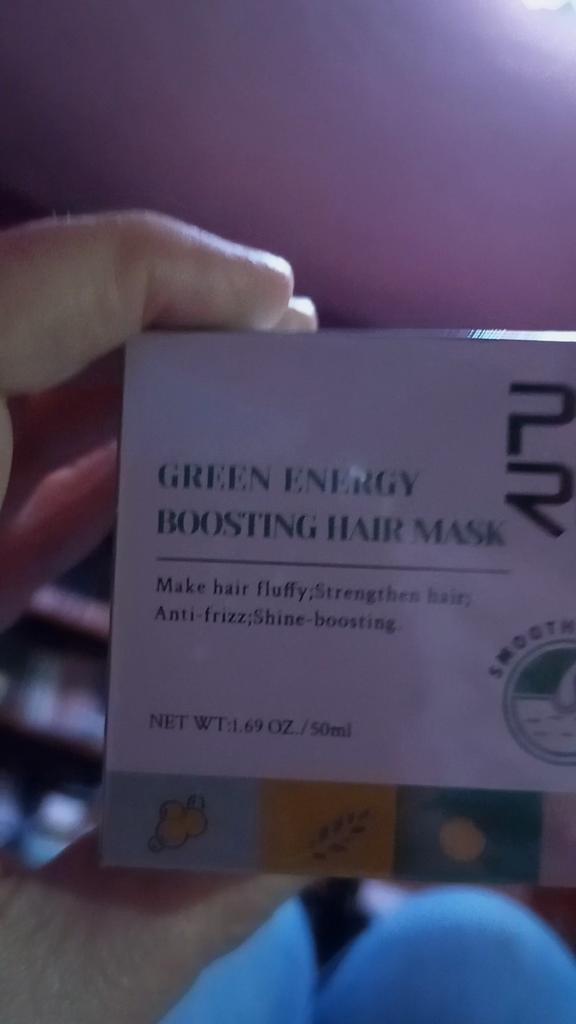 GREEN ENERGY
BOOSTING HAIR MASK
Make hair fluffy;Strengthen hair;
Anti-frizz;Shine-boosting.
NET WT:1.69 OZ./50ml
SMOOTH